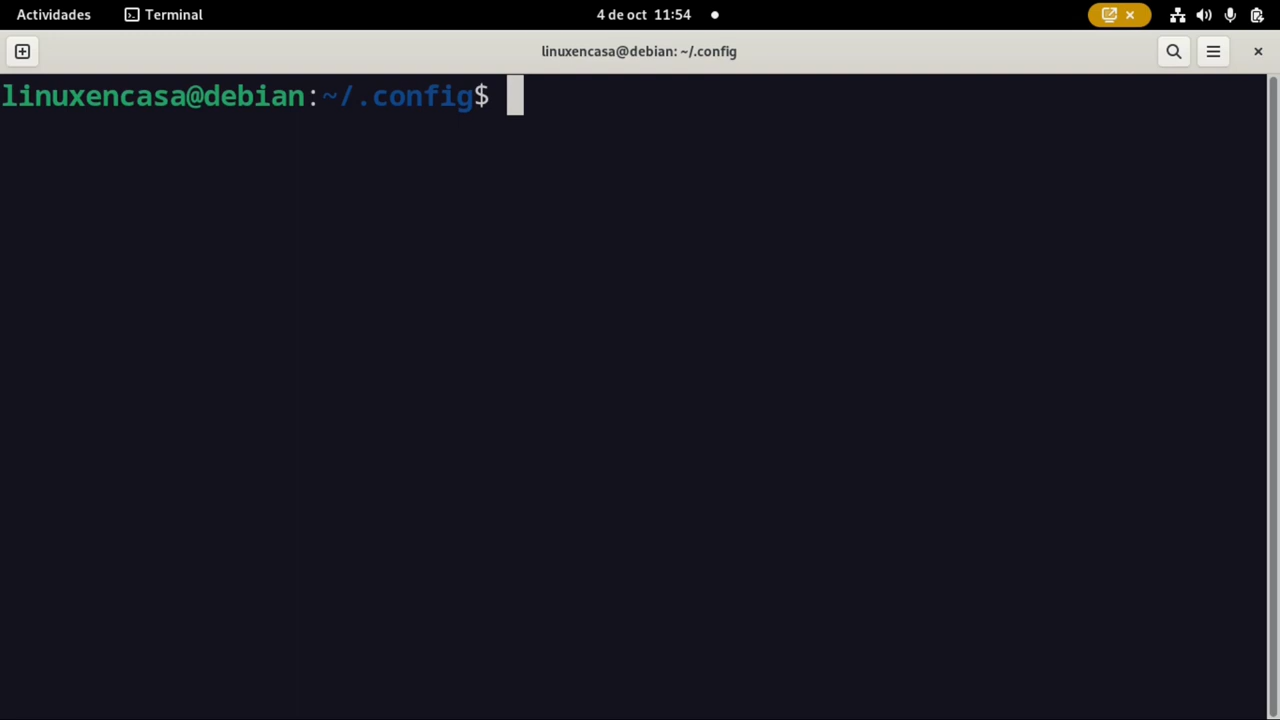 Actividades Terminal 4 de oct 11:54
linuxencasa@debian: ~/.config
linuxencasa@debian:~/.config$